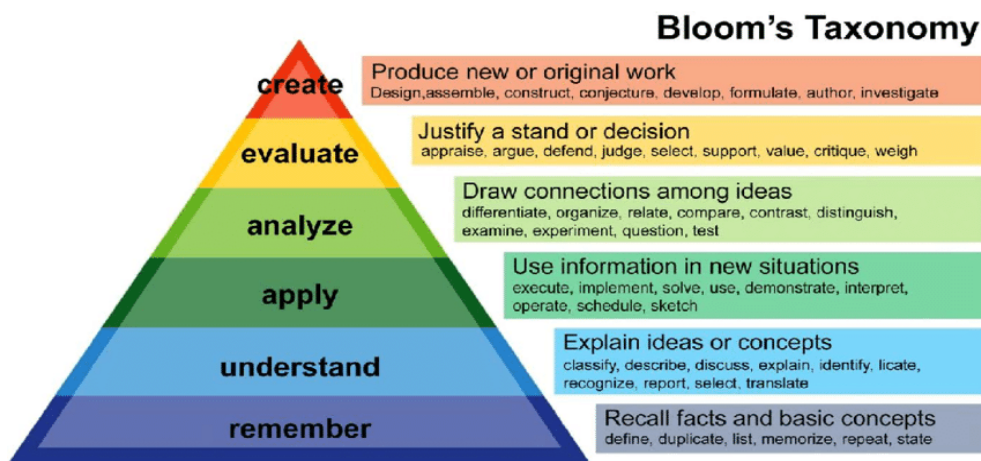 Bloom's Taxonomy
create
Produce new or original work
Design,assemble, construct, conjecture, develop, formulate, author, investigate
evaluate
Justify a stand or decision
appraise, argue, defend, judge, select, support, value, critique, weigh
analyze
Draw connections among ideas
differentiate, organize, relate, compare, contrast, distinguish,
examine, experiment, question, test
apply
Use information in new situations
execute, implement, solve, use, demonstrate, interpret,
operate, schedule, sketch
understand
Explain ideas or concepts
classify, describe, discuss, explain, identify, licate,
recognize, report, select, translate
remember
Recall facts and basic concepts
define, duplicate, list, memorize, repeat, state